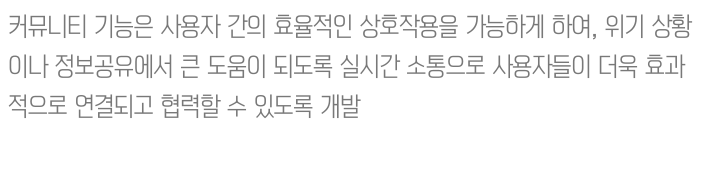 커뮤니티 기능은 사용자 간의 효율적인 상호작용을 가능하게 하여, 위기 상황
이나 정보공유에서 큰 도움이 되도록 실시간 소통으로 사용자들이 더욱 효과
적으로 연결되고 협력할 수 있도록 개발